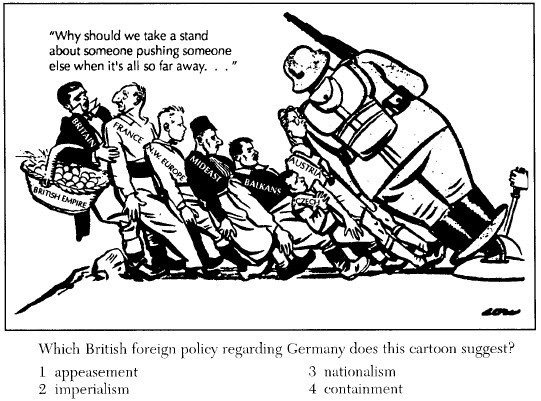 "Why should we take a stand
about someone pushing someone
else when it's all so far away. . . ."
BRITAIN
FRANCE
N.W. EUROPE
MIDEAST
BALKANS
AUSTRIA
CZECH
BRITISH EMPIRE
LOW
Which British foreign policy regarding Germany does this cartoon suggest?
1 appeasement
2 imperialism
3 nationalism
4 containment